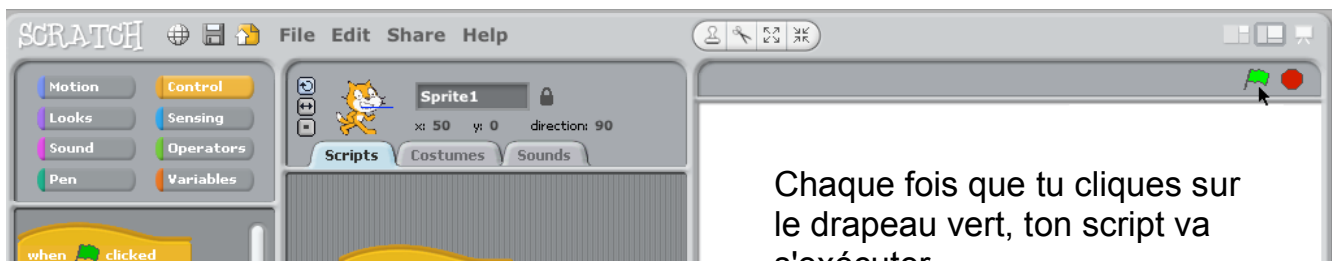 SCRATCH File Edit Share Help
Motion Control
Looks Sensing
Sound Operators
Pen Variables
Sprite1
x: 50 y: 0 direction: 90
Scripts Costumes Sounds
when clicked
Chaque fois que tu cliques sur
le drapeau vert, ton script va
s'exécuter